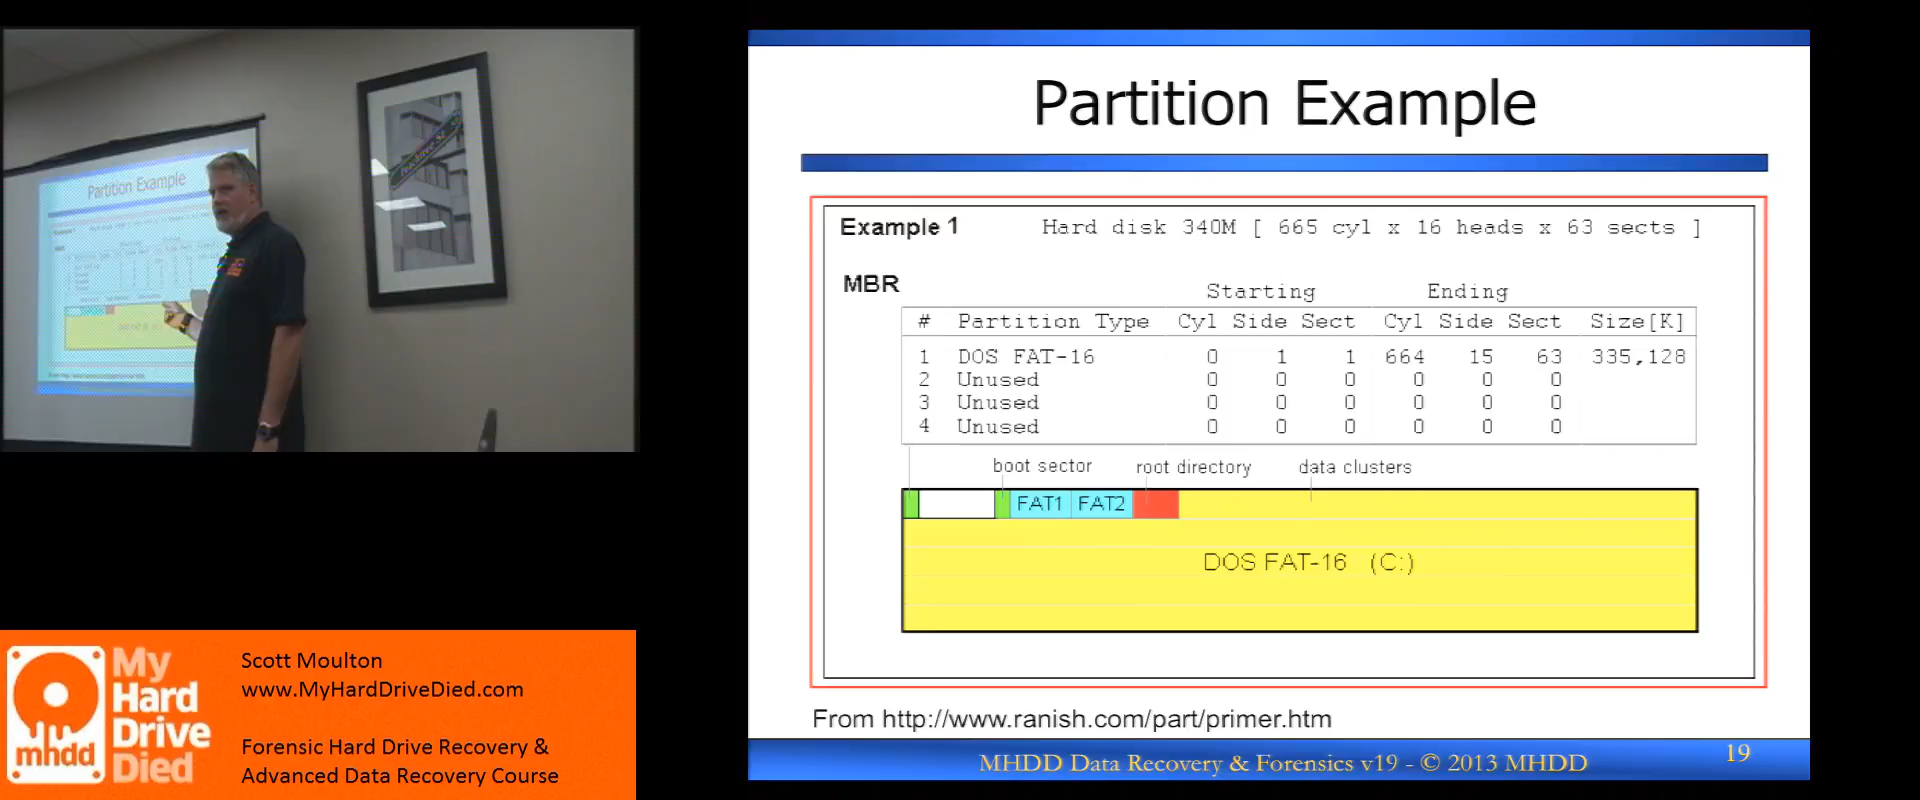 Partition Example
Peachtree St
Partition Example
Example 1 Hard disk 340M [ 665 cyl x 16 heads x 63 sects ]
MBR
Starting Ending
# Partition Type Cyl Side Sect Cyl Side Sect Size[K]
1 DOS FAT-16 0 1 1 664 15 63 335,128
2 Unused 0 0 0 0 0 0
3 Unused 0 0 0 0 0 0
4 Unused 0 0 0 0 0 0
boot sector root directory data clusters
FAT1 FAT2
DOS FAT-16 (C:)
From http://www.ranish.com/part/primer.htm
MHDD Data Recovery & Forensics v19 - © 2013 MHDD
19
My
Hard
Drive
Died
mhdd
Scott Moulton
www.MyHardDriveDied.com
Forensic Hard Drive Recovery &
Advanced Data Recovery Course